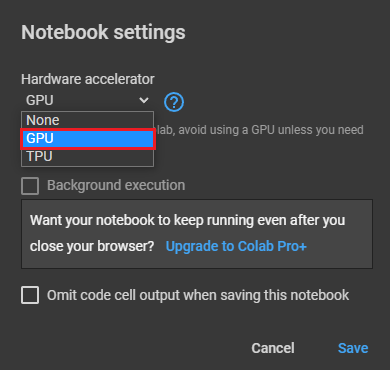 Notebook settings
Hardware accelerator
GPU
?
None
GPU
lab, avoid using a GPU unless you need
TPU
Background execution
Want your notebook to keep running even after you
close your browser? Upgrade to Colab Pro+
Omit code cell output when saving this notebook
Cancel Save